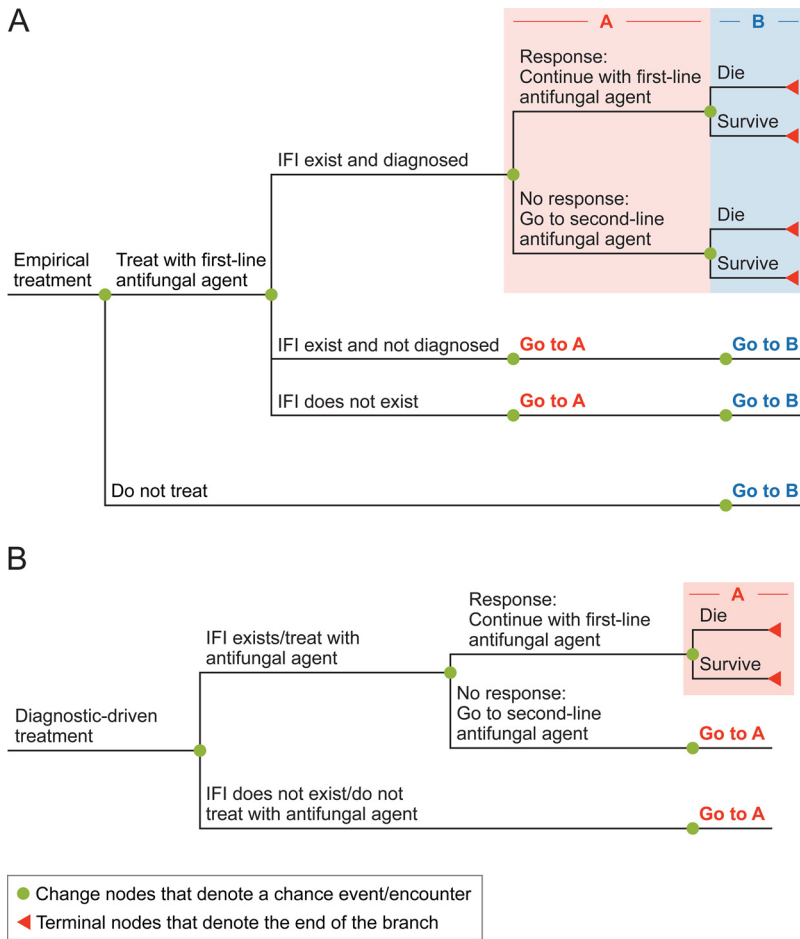 A
A
B
Response:
Continue with first-line
antifungal agent
Die
Survive
IFI exist and diagnosed
No response:
Go to second-line
antifungal agent
Die
Survive
Empirical
treatment
Treat with first-line
antifungal agent
IFI exist and not diagnosed
Go to A
Go to B
IFI does not exist
Go to A
Go to B
Do not treat
Go to B
B
A
Response:
Continue with first-line
antifungal agent
Die
Survive
IFI exists/treat with
antifungal agent
No response:
Go to second-line
antifungal agent
Go to A
Diagnostic-driven
treatment
IFI does not exist/do not
treat with antifungal agent
Go to A
Change nodes that denote a chance event/encounter
Terminal nodes that denote the end of the branch